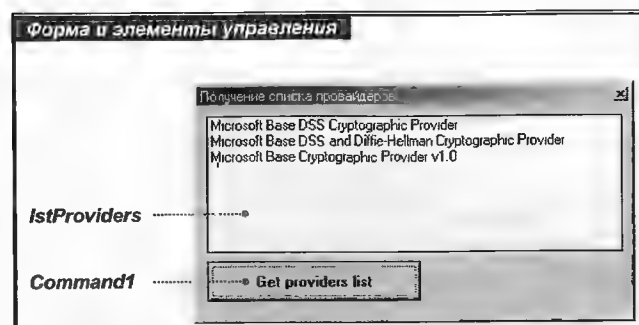 Форма и элементы управления
Получение списка провайдеров
Microsoft Base DSS Cryptographic Provider
Microsoft Base DSS and Diffie-Hellman Cryptographic Provider
Microsoft Base Cryptographic Provider v1.0
lstProviders
Command1
Get providers list